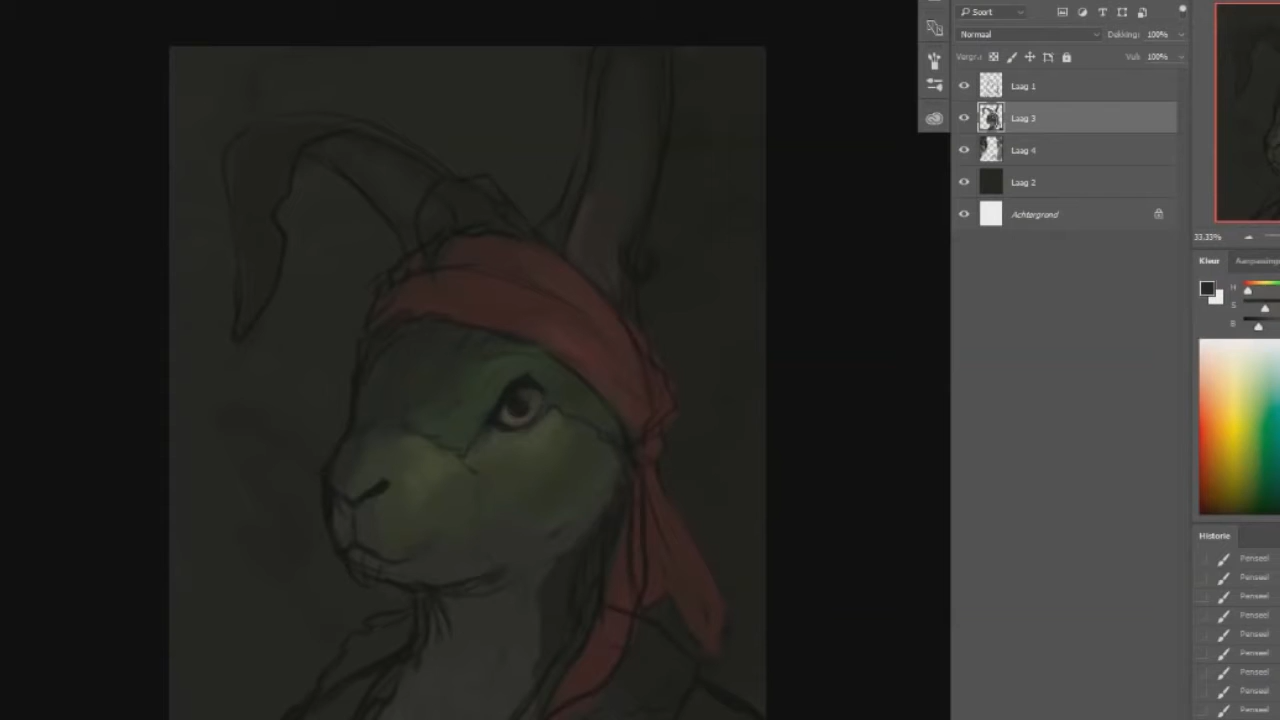 Soort
Normaal
Dekking: 100%
Vul: 100%
Laag 1
Laag 3
Laag 4
Laag 2
Achtergrond
33,33%
Kleur
H
S
B
Historie
Penseel
Penseel
Penseel
Penseel
Penseel
Penseel
Penseel
Penseel
Penseel